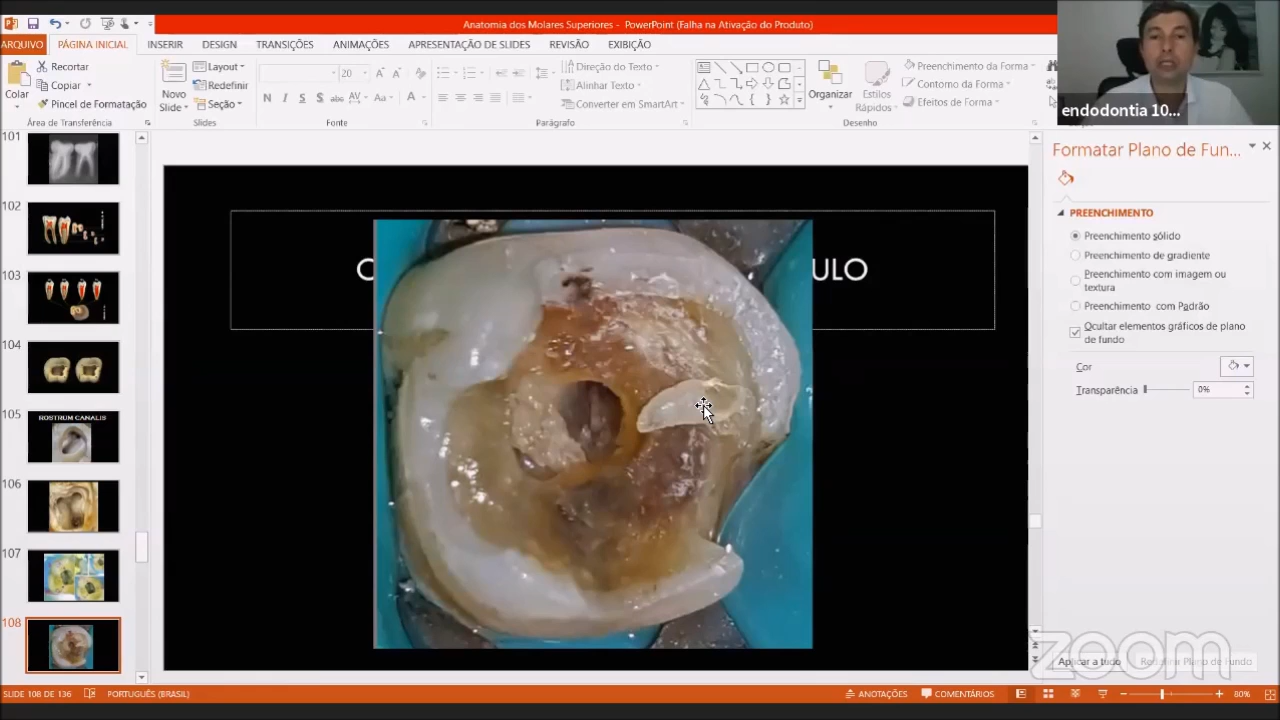 Anatomia dos Molares Superiores - PowerPoint (Falha na Ativação do Produto)
ARQUIVO PÁGINA INICIAL INSERIR DESIGN TRANSIÇÕES ANIMAÇÕES APRESENTAÇÃO DE SLIDES REVISÃO EXIBIÇÃO
Colar
Recortar
Copiar
Pincel de Formatação
Área de Transferência
Novo
Slide
Layout
Redefinir
Seção
Slides
20
N I S S abc AV Aa A
Fonte
Direção do Texto
Alinhar Texto
Converter em SmartArt
Parágrafo
Organizar
Estilos
Rápidos
Preenchimento da Forma
Contorno da Forma
Efeitos de Forma
Desenho
endodontia 10...
101
102
103
104
105
ROSTRUM CANALIS
106
107
108
C
ULO
Formatar Plano de Fun...
PREENCHIMENTO
Preenchimento sólido
Preenchimento de gradiente
Preenchimento com imagem ou
textura
Preenchimento com Padrão
Ocultar elementos gráficos de plano
de fundo
Cor
Transparência 0%
Aplicar a tudo
zoom
SLIDE 108 DE 136 PORTUGUÊS (BRASIL) ANOTAÇÕES COMENTÁRIOS 80%